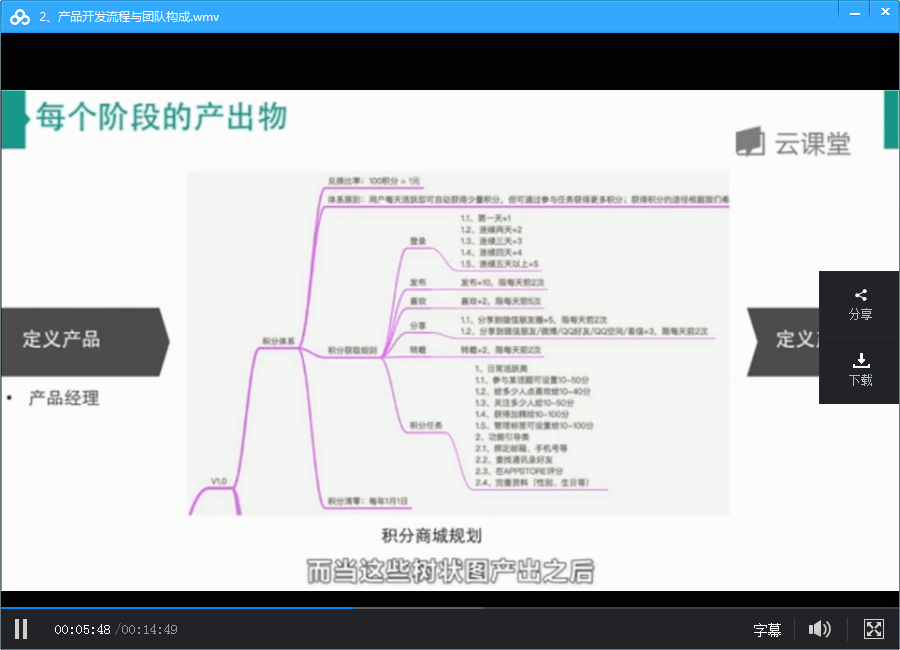 2、产品开发流程与团队构成.wmv
每个阶段的产出物
云课堂
兑换比率：100积分 = 1元
体系原则：用户每天活跃即可自动获得少量积分，但可通过参与任务获得更多积分；获得积分的途径根据我们希
登录
1.1、第一天+1
1.2、连续两天+2
1.3、连续三天+3
1.4、连续四天+4
1.5、连续五天以上+5
发布
发布+10，限每天前2次
喜欢
喜欢+2，限每天前5次
分享
1.1、分享到微信朋友圈+5，限每天前2次
1.2、分享到微信朋友/微博/QQ好友/QQ空间/易信+3，限每天前2次
转载
转载+2，限每天前2次
积分体系
积分获取规则
积分任务
1、日常活跃类
1.1、参与某话题可设置10-50分
1.2、给多少人点喜欢给10-40分
1.3、关注多少人给10-50分
1.4、获得加精给10-100分
1.5、管理标签可设置给10-100分
2、功能引导类
2.1、绑定邮箱、手机号等
2.2、查找通讯录好友
2.3、在APPSTORE评分
2.4、完善资料（性别、生日等）
V1.0
积分清零：每年1月1日
定义产品
• 产品经理
定义
分享
下载
积分商城规划
而当这些树状图产出之后
00:05:48 /00:14:49
字幕